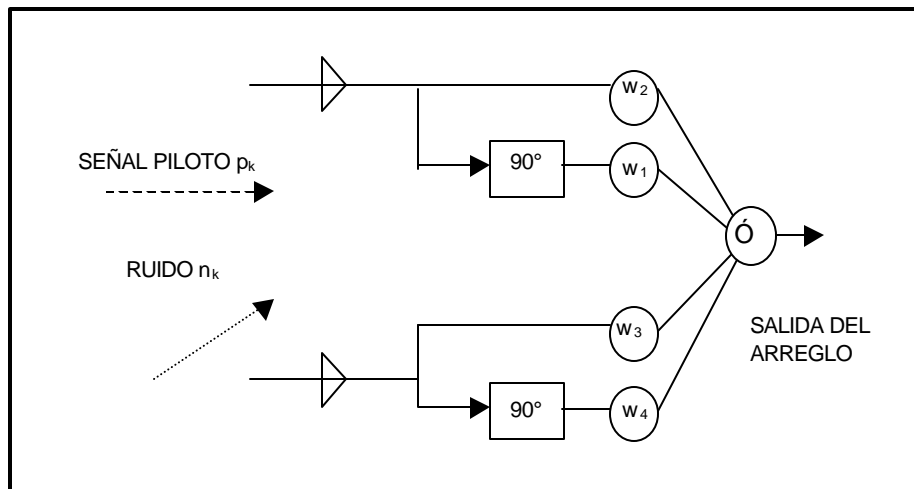 w₂
SEÑAL PILOTO pₖ
90°
w₁
Ó
RUIDO nₖ
w₃
SALIDA DEL
ARREGLO
90°
w₄